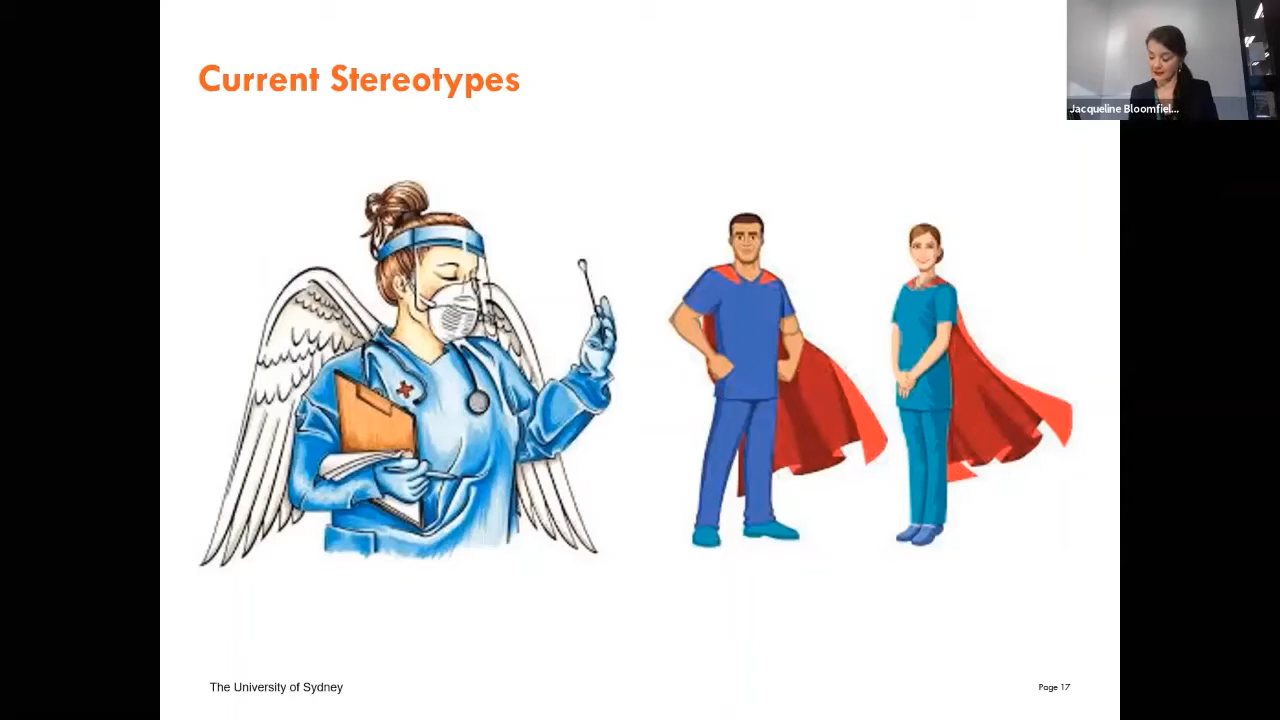 Current Stereotypes
Jacqueline Bloomfiel...
The University of Sydney
Page 17